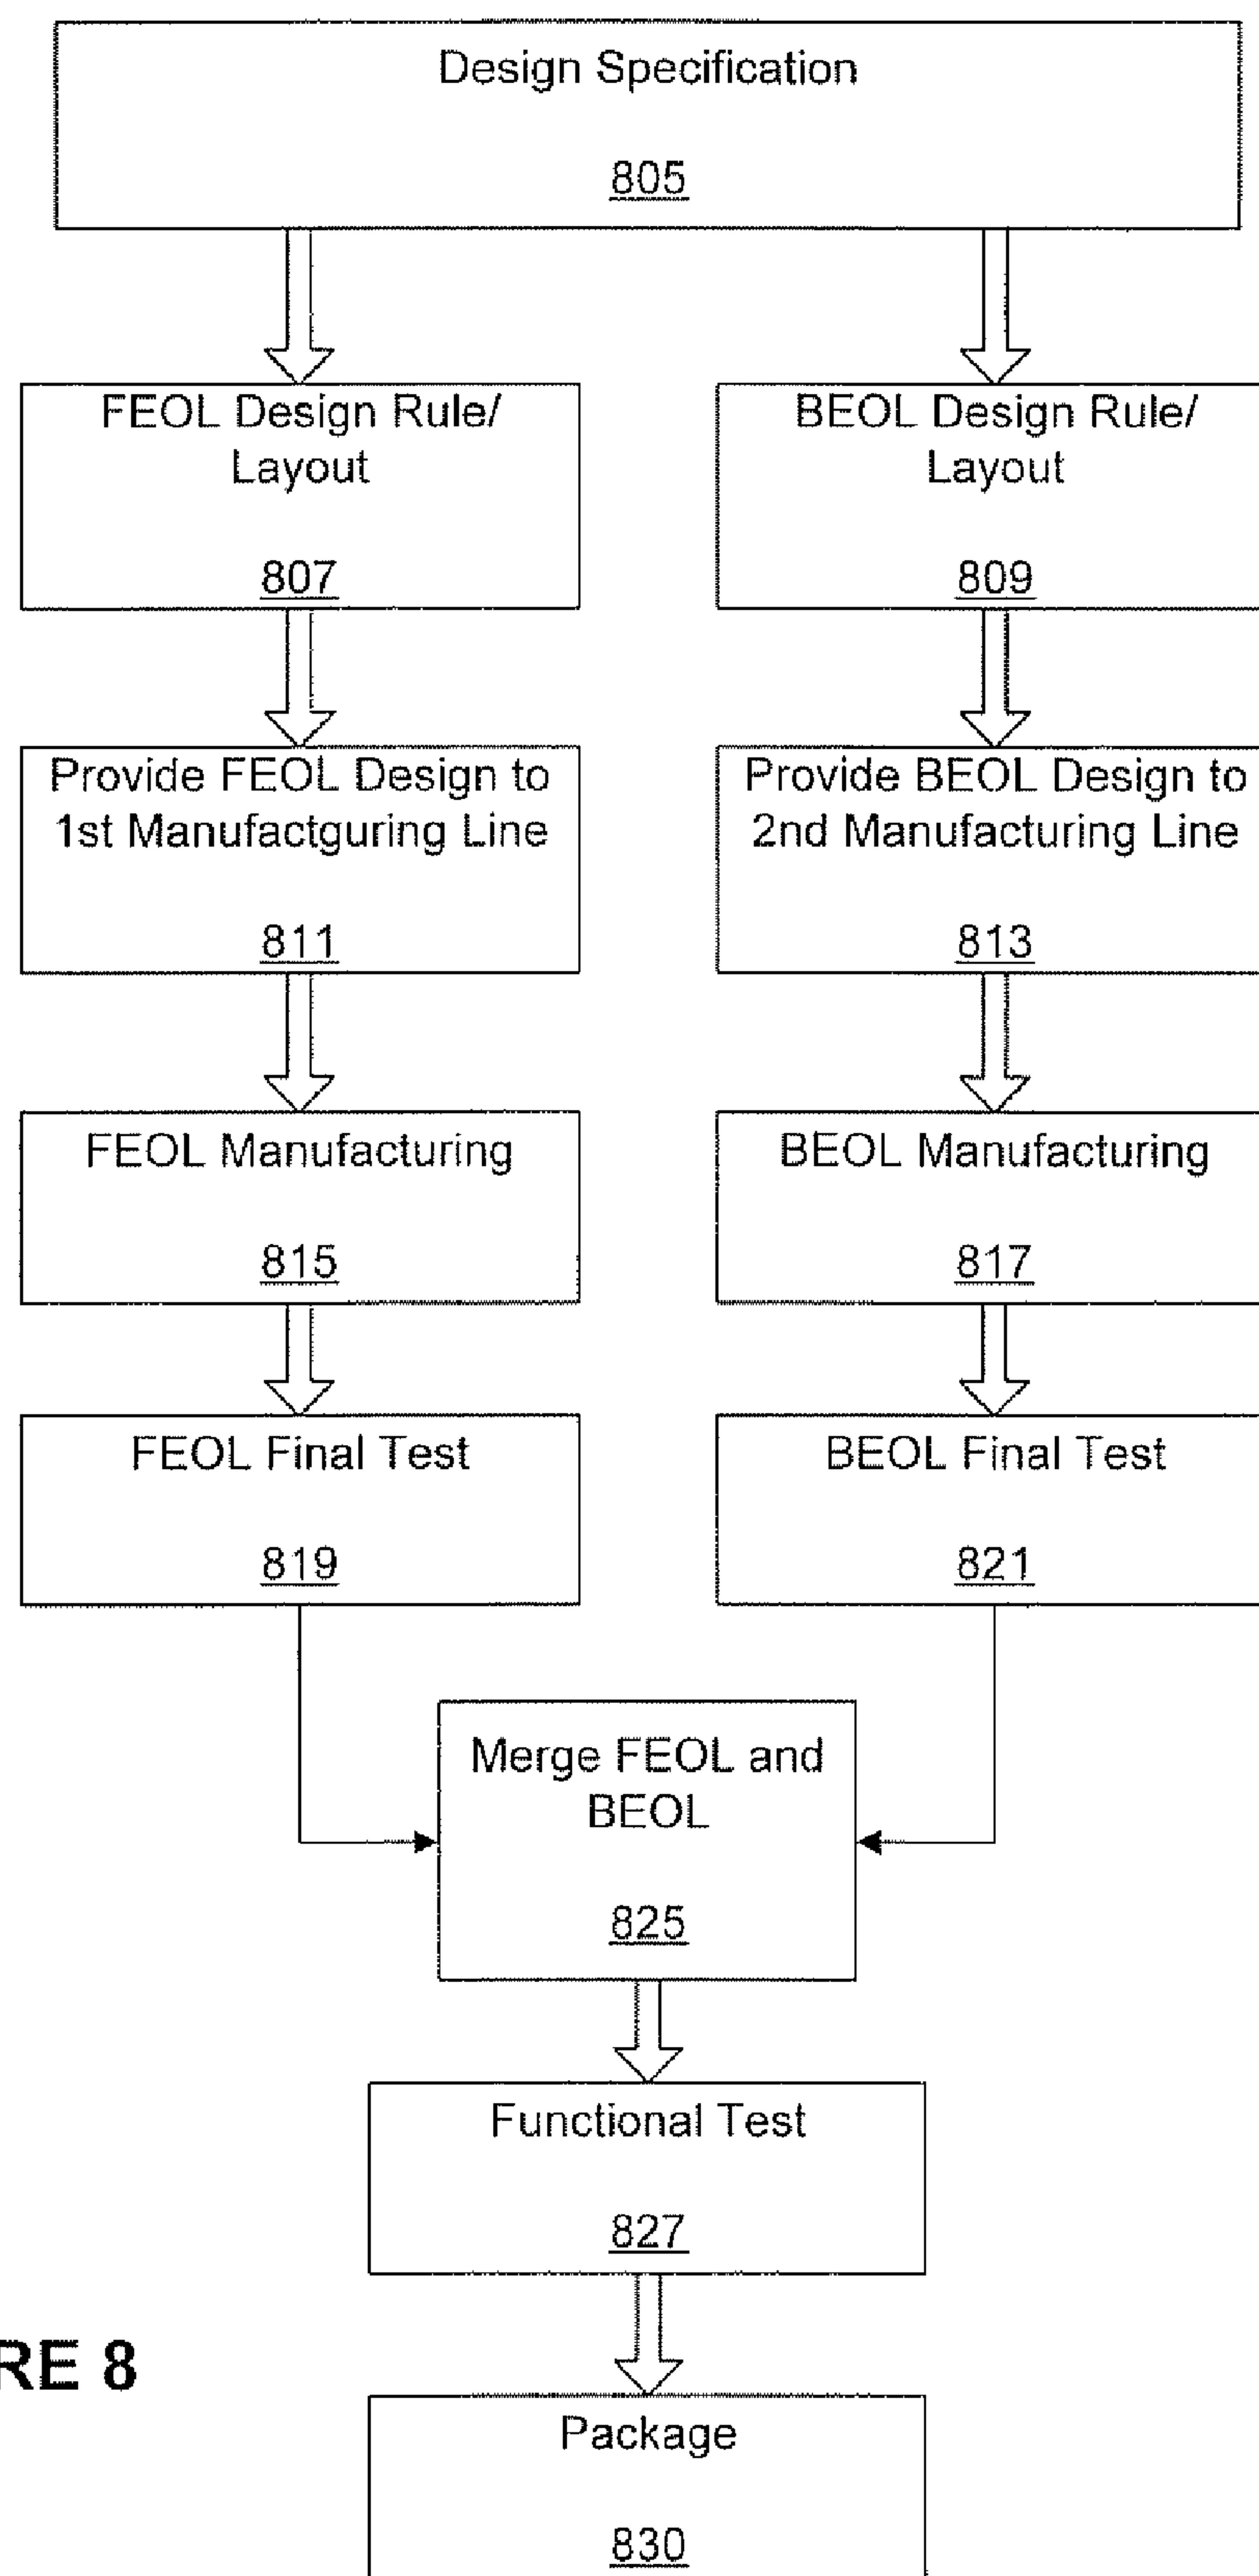 Design Specification
805
FEOL Design Rule/
Layout
807
BEOL Design Rule/
Layout
809
Provide FEOL Design to
1st Manufactguring Line
811
Provide BEOL Design to
2nd Manufacturing Line
813
FEOL Manufacturing
815
BEOL Manufacturing
817
FEOL Final Test
819
BEOL Final Test
821
Merge FEOL and
BEOL
825
Functional Test
827
RE 8
Package
830